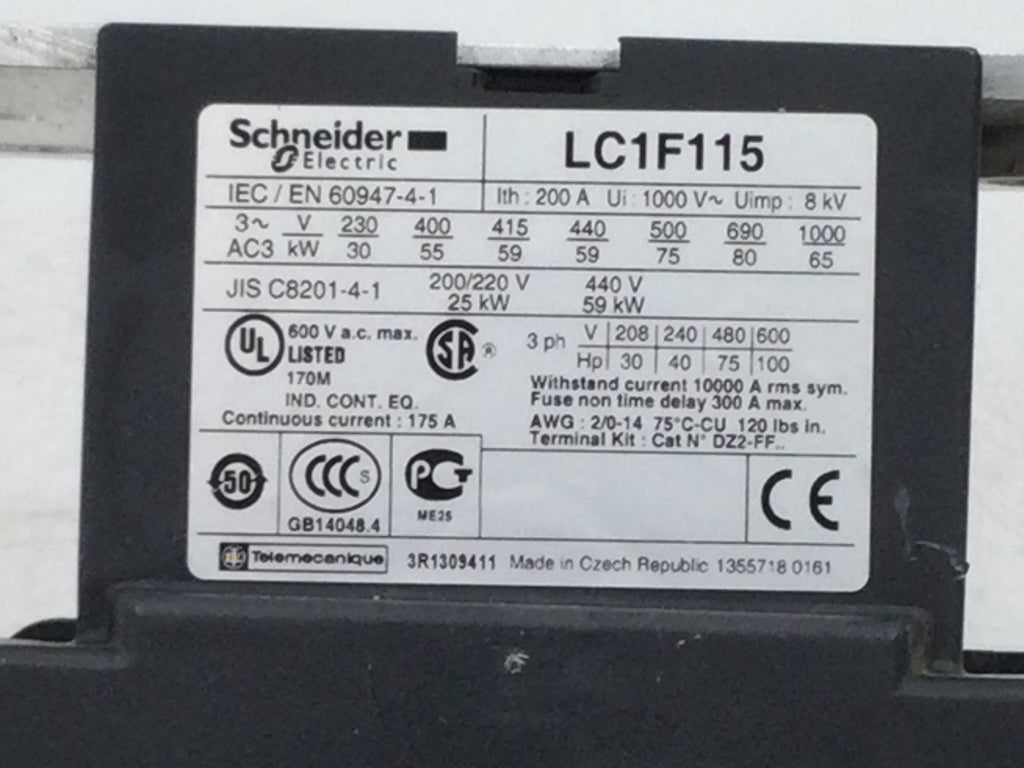 Schneider
Electric
LC1F115
IEC / EN 60947-4-1
Ith : 200 A Ui : 1000 V~ Uimp : 8 kV
3~ V 230 400 415 440 500 690 1000
AC3 kW 30 55 59 59 75 80 65
JIS C8201-4-1
200/220 V 440 V
25 kW 59 kW
UL
600 V a.c. max.
LISTED
170M
IND. CONT. EQ.
Continuous current : 175 A
SA ®
3 ph V 208 240 480 600
Hp 30 40 75 100
Withstand current 10000 A rms sym.
Fuse non time delay 300 A max.
AWG : 2/0-14 75°C-CU 120 lbs in.
Terminal Kit : Cat N° DZ2-FF..
50
CCC S
GB14048.4
PCT
ME25
CE
Telemecanique
3R1309411 Made in Czech Republic 1355718 0161